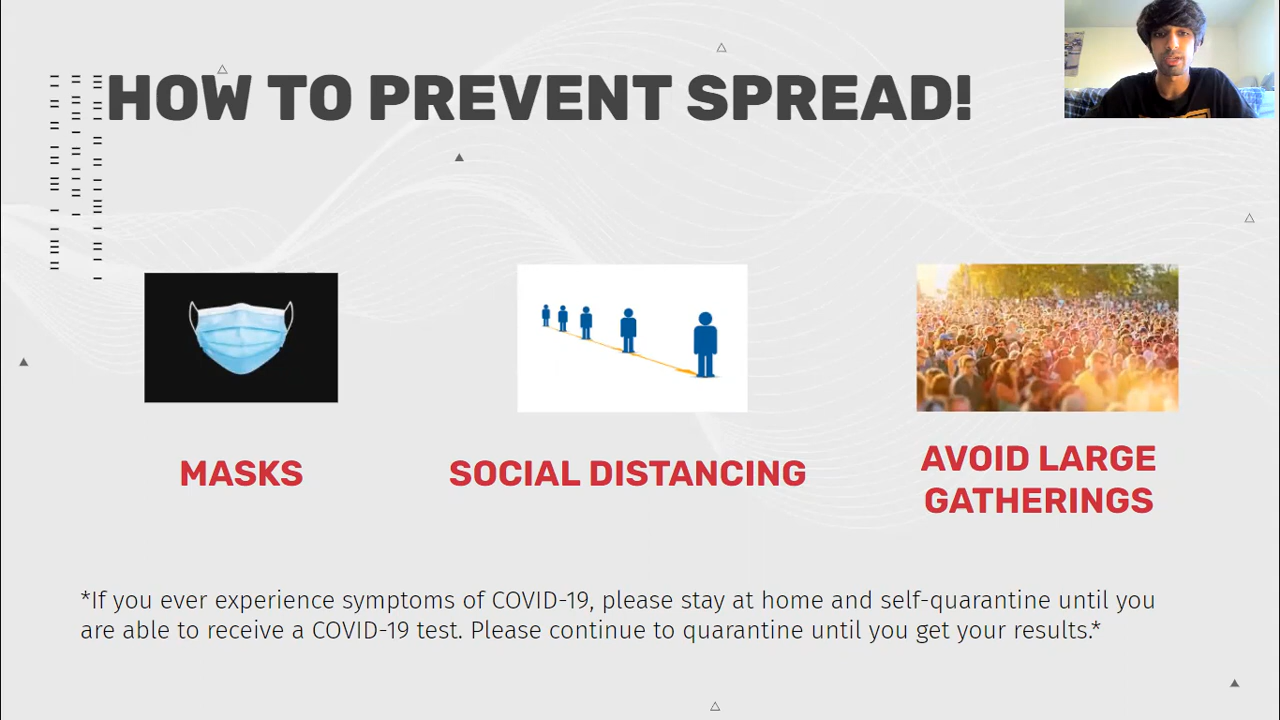 HOW TO PREVENT SPREAD!
MASKS
SOCIAL DISTANCING
AVOID LARGE
GATHERINGS
*If you ever experience symptoms of COVID-19, please stay at home and self-quarantine until you
are able to receive a COVID-19 test. Please continue to quarantine until you get your results.*